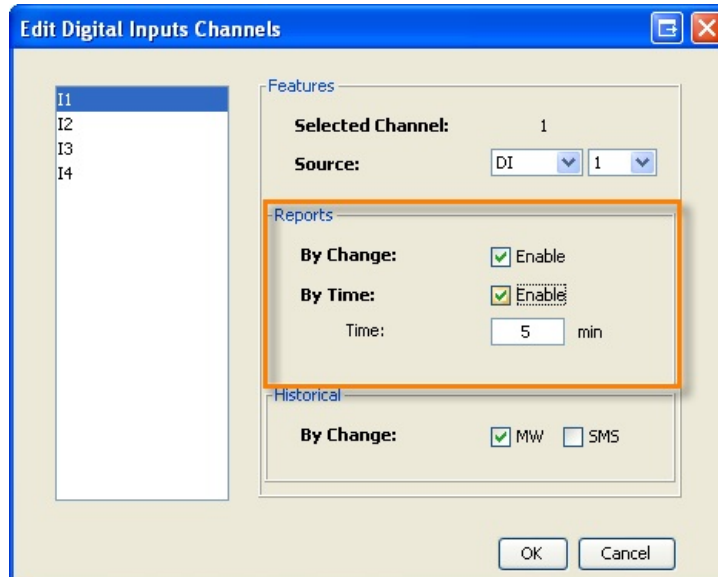 Edit Digital Inputs Channels
I1
I2
I3
I4
Features
Selected Channel: 1
Source: DI 1
Reports
By Change: Enable
By Time: Enable
Time: 5 min
Historical
By Change: MW SMS
OK Cancel